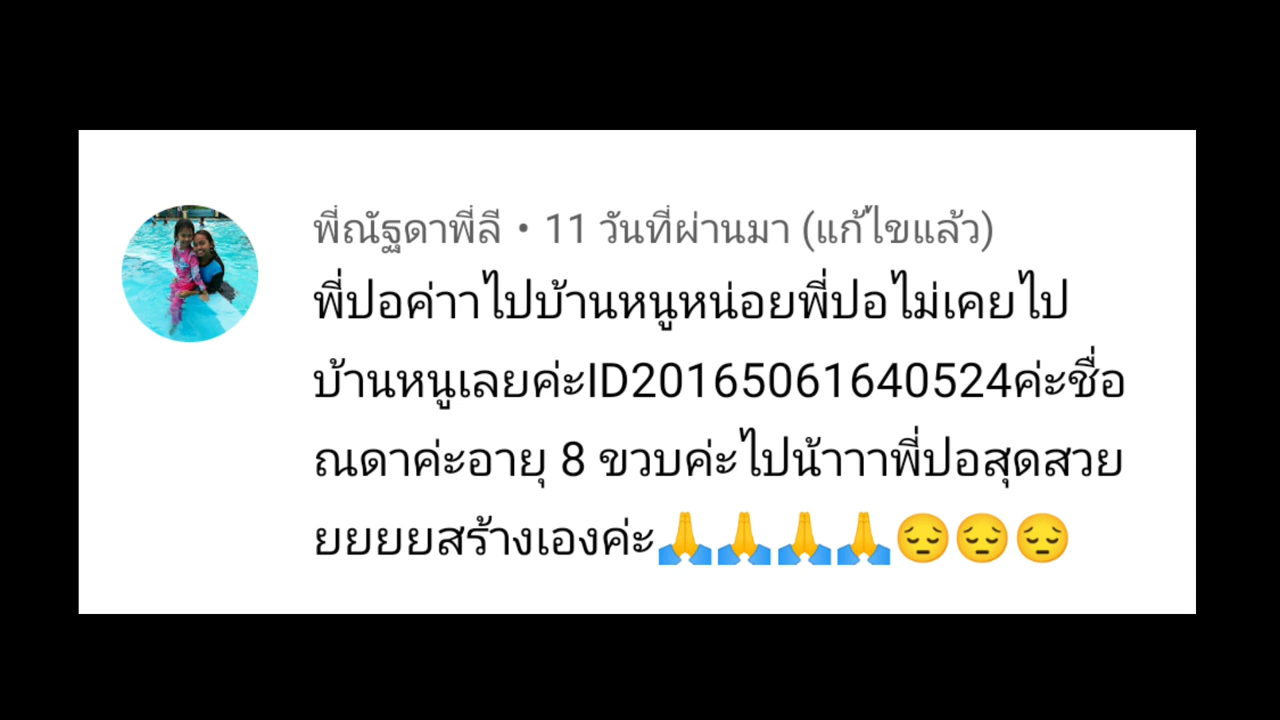 พี่ณัฐดาพี่ลี • 11 วันที่ผ่านมา (แก้ไขแล้ว)
พี่ปอค่าาไปบ้านหนูหน่อยพี่ปอไม่เคยไป
บ้านหนูเลยค่ะID20165061640524ค่ะชื่อ
ณดาค่ะอายุ 8 ขวบค่ะไปน้าาาพี่ปอสุดสวย
ยยยยสร้างเองค่ะ🙏🙏🙏🙏😔😔😔